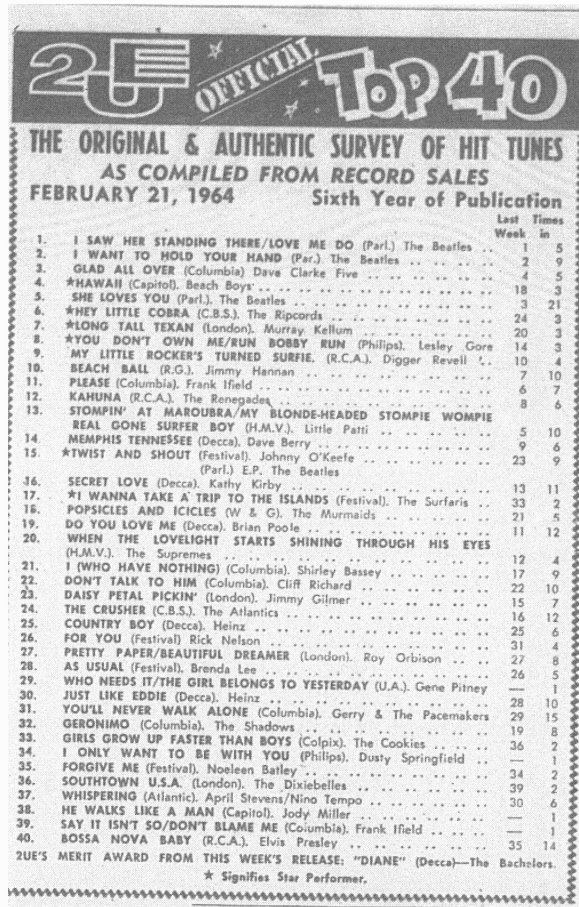 2UE OFFICIAL TOP 40
THE ORIGINAL & AUTHENTIC SURVEY OF HIT TUNES
AS COMPILED FROM RECORD SALES
FEBRUARY 21, 1964 Sixth Year of Publication
Last Times
Week in
1. I SAW HER STANDING THERE/LOVE ME DO (Parl.) The Beatles .. 1 5
2. I WANT TO HOLD YOUR HAND (Par.) The Beatles .. .. .. .. 2 9
3. GLAD ALL OVER (Columbia) Dave Clarke Five .. .. .. .. .. 4 5
4. ★HAWAII (Capitol). Beach Boys .. .. .. .. .. .. .. .. 18 3
5. SHE LOVES YOU (Parl.). The Beatles .. .. .. .. .. .. .. 3 21
6. ★HEY LITTLE COBRA (C.B.S.). The Ripcords .. .. .. .. .. 24 3
7. ★LONG TALL TEXAN (London). Murray Kellum .. .. .. .. .. 20 3
8. ★YOU DON'T OWN ME/RUN BOBBY RUN (Philips). Lesley Gore 14 3
9. MY LITTLE ROCKER'S TURNED SURFIE. (R.C.A.). Digger Revell .. 10 4
10. BEACH BALL (R.G.). Jimmy Hannan .. .. .. .. .. .. .. 7 10
11. PLEASE (Columbia). Frank Ifield .. .. .. .. .. .. .. .. 6 7
12. KAHUNA (R.C.A.). The Renegades .. .. .. .. .. .. .. .. 8 6
13. STOMPIN' AT MAROUBRA/MY BLONDE-HEADED STOMPIE WOMPIE
REAL GONE SURFER BOY (H.M.V.). Little Patti .. .. .. .. 5 10
14. MEMPHIS TENNESSEE (Decca). Dave Berry .. .. .. .. .. .. 9 6
15. ★TWIST AND SHOUT (Festival). Johnny O'Keefe .. .. .. .. 23 9
(Parl.) E.P. The Beatles
16. SECRET LOVE (Decca). Kathy Kirby .. .. .. .. .. .. .. 13 11
17. ★I WANNA TAKE A TRIP TO THE ISLANDS (Festival). The Surfaris .. 33 2
18. POPSICLES AND ICICLES (W & G). The Murmaids .. .. .. .. 21 5
19. DO YOU LOVE ME (Decca). Brian Poole .. .. .. .. .. .. 11 12
20. WHEN THE LOVELIGHT STARTS SHINING THROUGH HIS EYES
(H.M.V.). The Supremes .. .. .. .. .. .. .. .. .. 12 4
21. I (WHO HAVE NOTHING) (Columbia). Shirley Bassey .. .. .. 17 9
22. DON'T TALK TO HIM (Columbia). Cliff Richard .. .. .. .. 22 10
23. DAISY PETAL PICKIN' (London). Jimmy Gilmer .. .. .. .. 15 7
24. THE CRUSHER (C.B.S.). The Atlantics .. .. .. .. .. .. 16 12
25. COUNTRY BOY (Decca). Heinz .. .. .. .. .. .. .. .. 25 6
26. FOR YOU (Festival) Rick Nelson .. .. .. .. .. .. .. .. 31 4
27. PRETTY PAPER/BEAUTIFUL DREAMER (London). Roy Orbison .. .. 27 8
28. AS USUAL (Festival). Brenda Lee .. .. .. .. .. .. .. .. 26 5
29. WHO NEEDS IT/THE GIRL BELONGS TO YESTERDAY (U.A.). Gene Pitney — 1
30. JUST LIKE EDDIE (Decca). Heinz .. .. .. .. .. .. .. .. 28 10
31. YOU'LL NEVER WALK ALONE (Columbia). Gerry & The Pacemakers 29 15
32. GERONIMO (Columbia). The Shadows .. .. .. .. .. .. .. 19 8
33. GIRLS GROW UP FASTER THAN BOYS (Colpix). The Cookies .. .. 36 2
34. I ONLY WANT TO BE WITH YOU (Philips). Dusty Springfield .. .. — 1
35. FORGIVE ME (Festival). Noeleen Batley .. .. .. .. .. .. 34 2
36. SOUTHTOWN U.S.A. (London). The Dixiebelles .. .. .. .. 39 2
37. WHISPERING (Atlantic). April Stevens/Nino Tempo .. .. .. 30 6
38. HE WALKS LIKE A MAN (Capitol). Jody Miller .. .. .. .. — 1
39. SAY IT ISN'T SO/DON'T BLAME ME (Columbia). Frank Ifield .. .. — 1
40. BOSSA NOVA BABY (R.C.A.). Elvis Presley .. .. .. .. .. 35 14
2UE'S MERIT AWARD FROM THIS WEEK'S RELEASE: "DIANE" (Decca)—The Bachelors.
★ Signifies Star Performer.